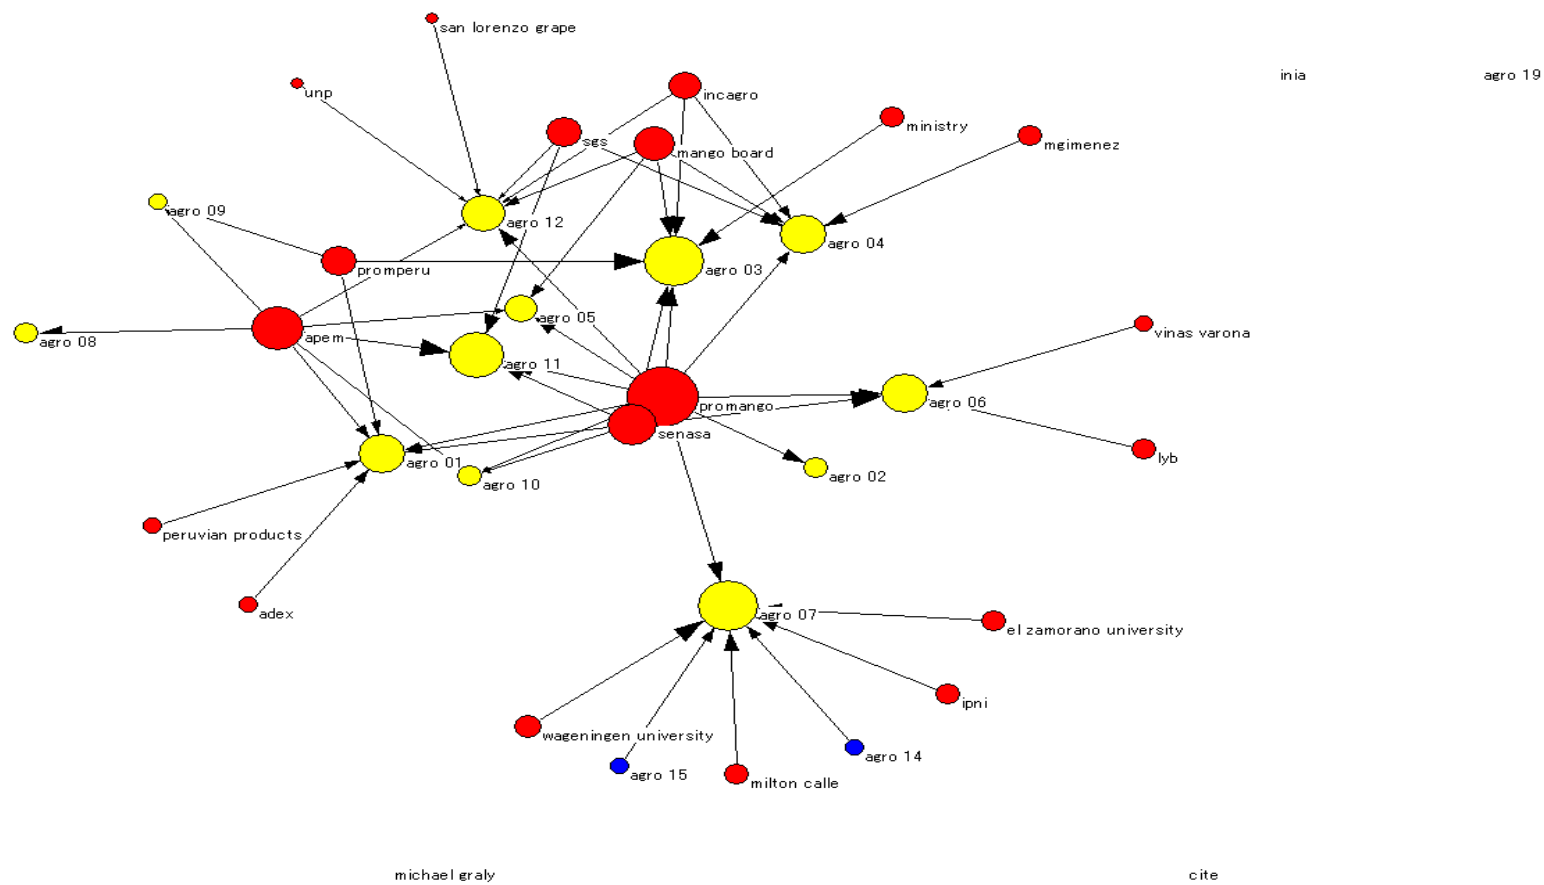 san lorenzo grape
inia
agro 19
unp
incagro
ministry
sgs
mgimenez
mango board
agro 09
agro 12
agro 04
promperu
agro 03
agro 05
vinas varona
apem
agro 08
agro 11
promango
agro 06
senasa
lyb
agro 01
agro 10
agro 02
peruvian products
adex
agro 07
el zamorano university
ipni
wageningen university
agro 14
agro 15
milton calle
michael graly
cite